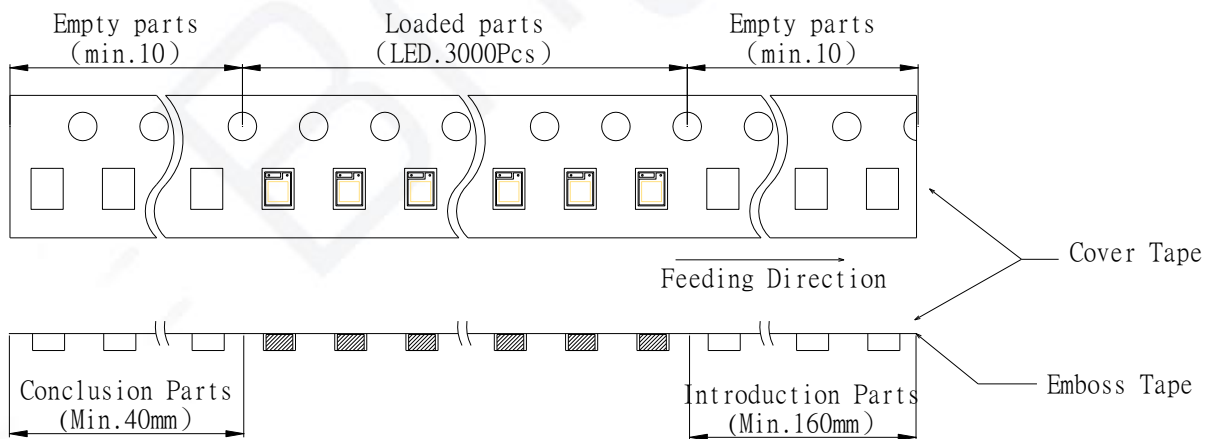 Empty parts
(min.10)
Loaded parts
(LED.3000Pcs)
Empty parts
(min.10)
Feeding Direction
Cover Tape
Conclusion Parts
(Min.40mm)
Introduction Parts
(Min.160mm)
Emboss Tape